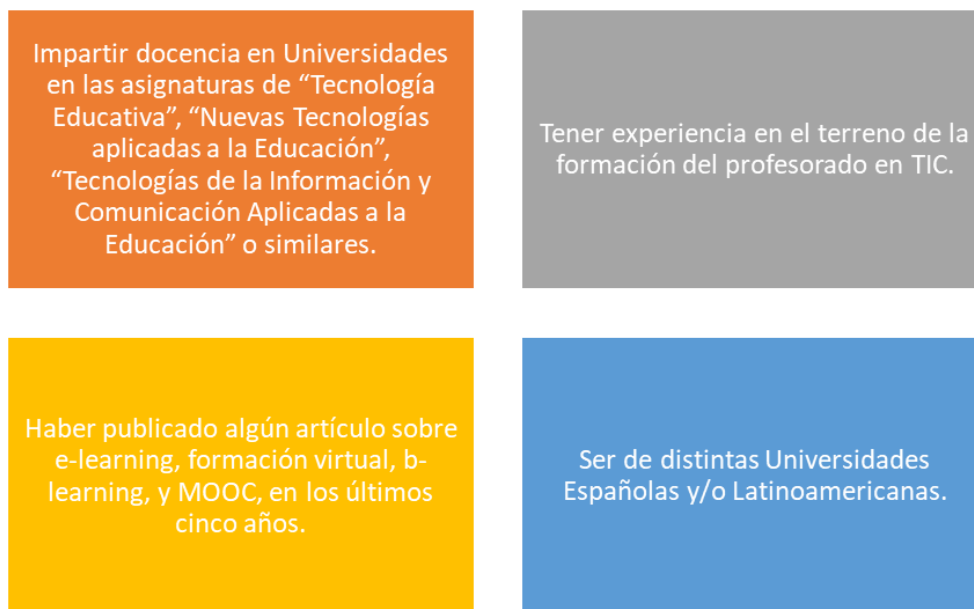 Impartir docencia en Universidades
en las asignaturas de “Tecnología
Educativa”, “Nuevas Tecnologías
aplicadas a la Educación”,
“Tecnologías de la Información y
Comunicación Aplicadas a la
Educación” o similares.
Tener experiencia en el terreno de la
formación del profesorado en TIC.
Haber publicado algún artículo sobre
e-learning, formación virtual, b-
learning, y MOOC, en los últimos
cinco años.
Ser de distintas Universidades
Españolas y/o Latinoamericanas.